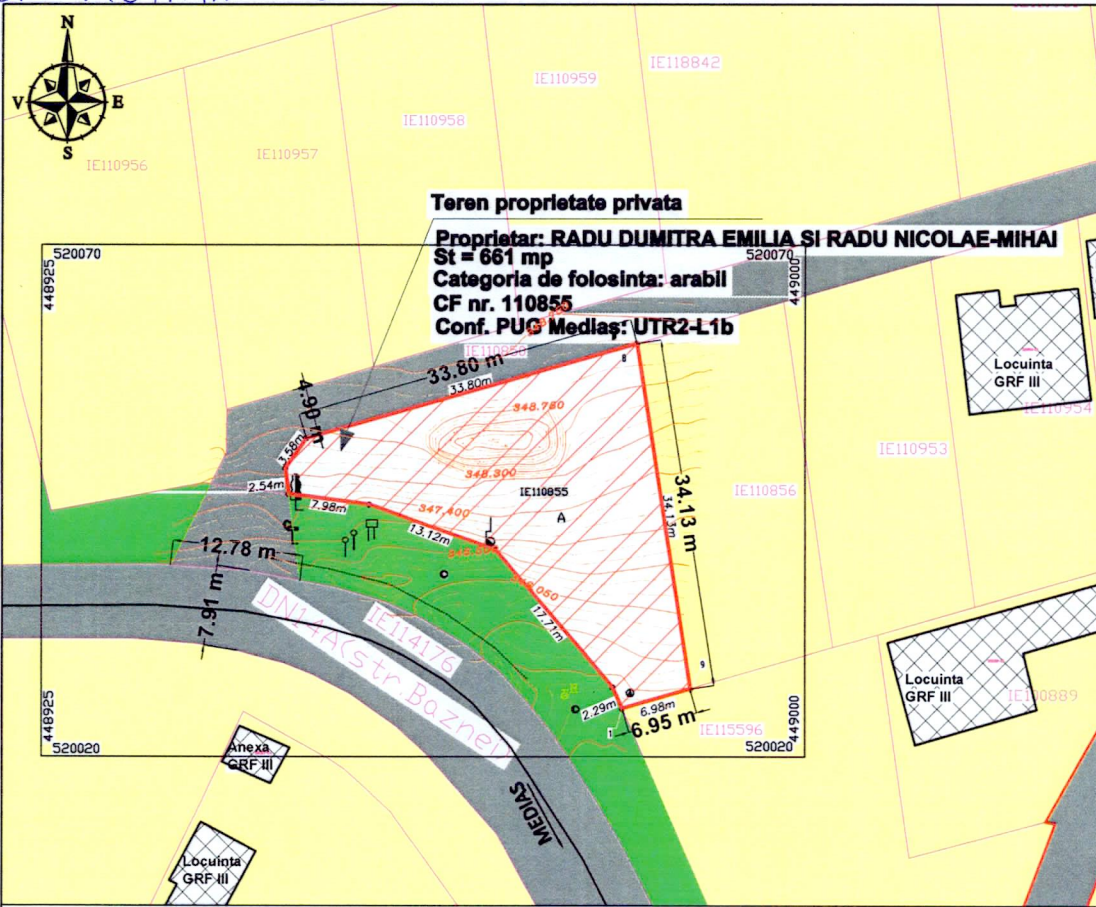 N
V
E
S
IE110956
IE110957
IE110958
IE110959
IE118842
Teren proprietate privata
Proprietar: RADU DUMITRA EMILIA SI RADU NICOLAE-MIHAI
St = 661 mp
Categoria de folosinta: arabil
CF nr. 110855
Conf. PUG Mediaș: UTR2-L1b
520070
520070
448925
449000
IE110850
33.80 m
33.80m
8
4.90 m
3.58m
2.54m
7.98m
13.12m
348.780
348.300
347.400
IE110855
A
34.13 m
34.13m
IE110856
IE110953
IE110954
Locuinta
GRF III
12.78 m
7.91 m
17.71m
DN14A(str.Baznei)
IE114176
2.29m
6.98m
6.95 m
9
1
IE115596
Locuinta
GRF III
448925
449000
520020
520020
Anexa
GRF III
MEDIAS
Locuinta
GRF III